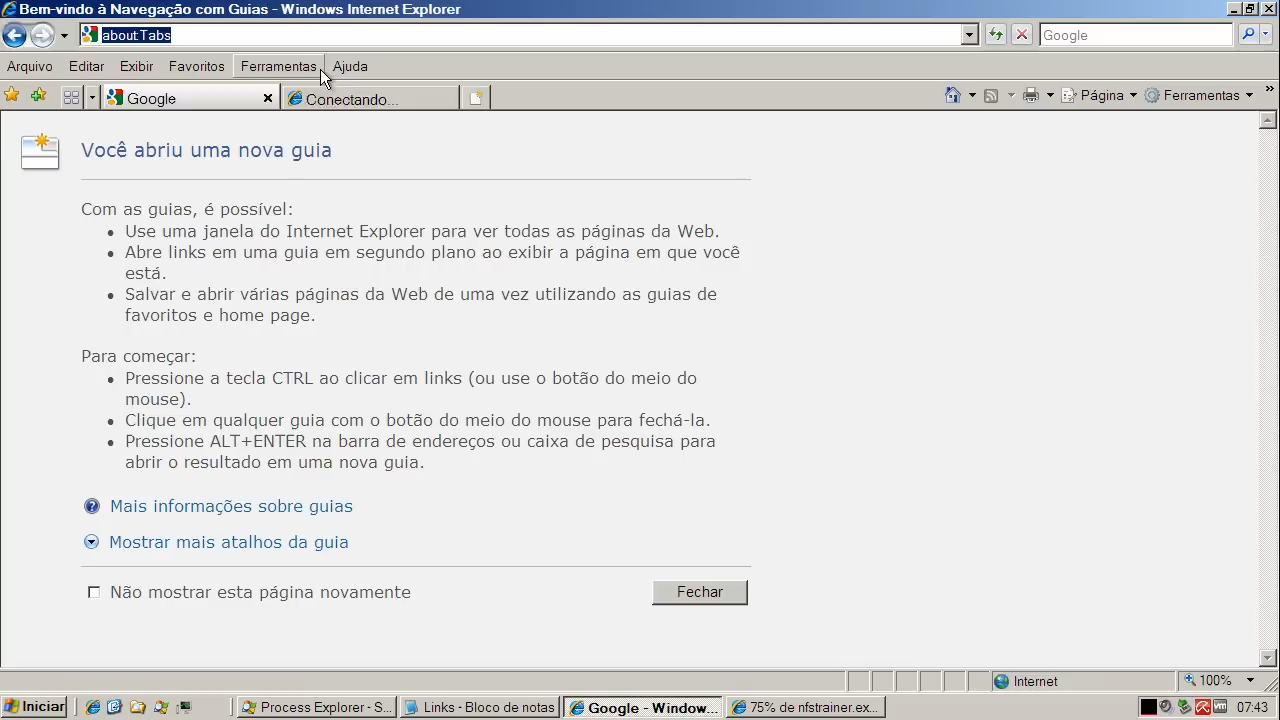 Bem-vindo à Navegação com Guias - Windows Internet Explorer
about:Tabs
Google
Arquivo Editar Exibir Favoritos Ferramentas Ajuda
Google Conectando... Página Ferramentas
Você abriu uma nova guia
Com as guias, é possível:
Use uma janela do Internet Explorer para ver todas as páginas da Web.
Abre links em uma guia em segundo plano ao exibir a página em que você
está.
Salvar e abrir várias páginas da Web de uma vez utilizando as guias de
favoritos e home page.
Para começar:
Pressione a tecla CTRL ao clicar em links (ou use o botão do meio do
mouse).
Clique em qualquer guia com o botão do meio do mouse para fechá-la.
Pressione ALT+ENTER na barra de endereços ou caixa de pesquisa para
abrir o resultado em uma nova guia.
Mais informações sobre guias
Mostrar mais atalhos da guia
Não mostrar esta página novamente Fechar
Internet 100%
Iniciar Process Explorer - S... Links - Bloco de notas Google - Window... 75% de nfstrainer.ex... 07:43